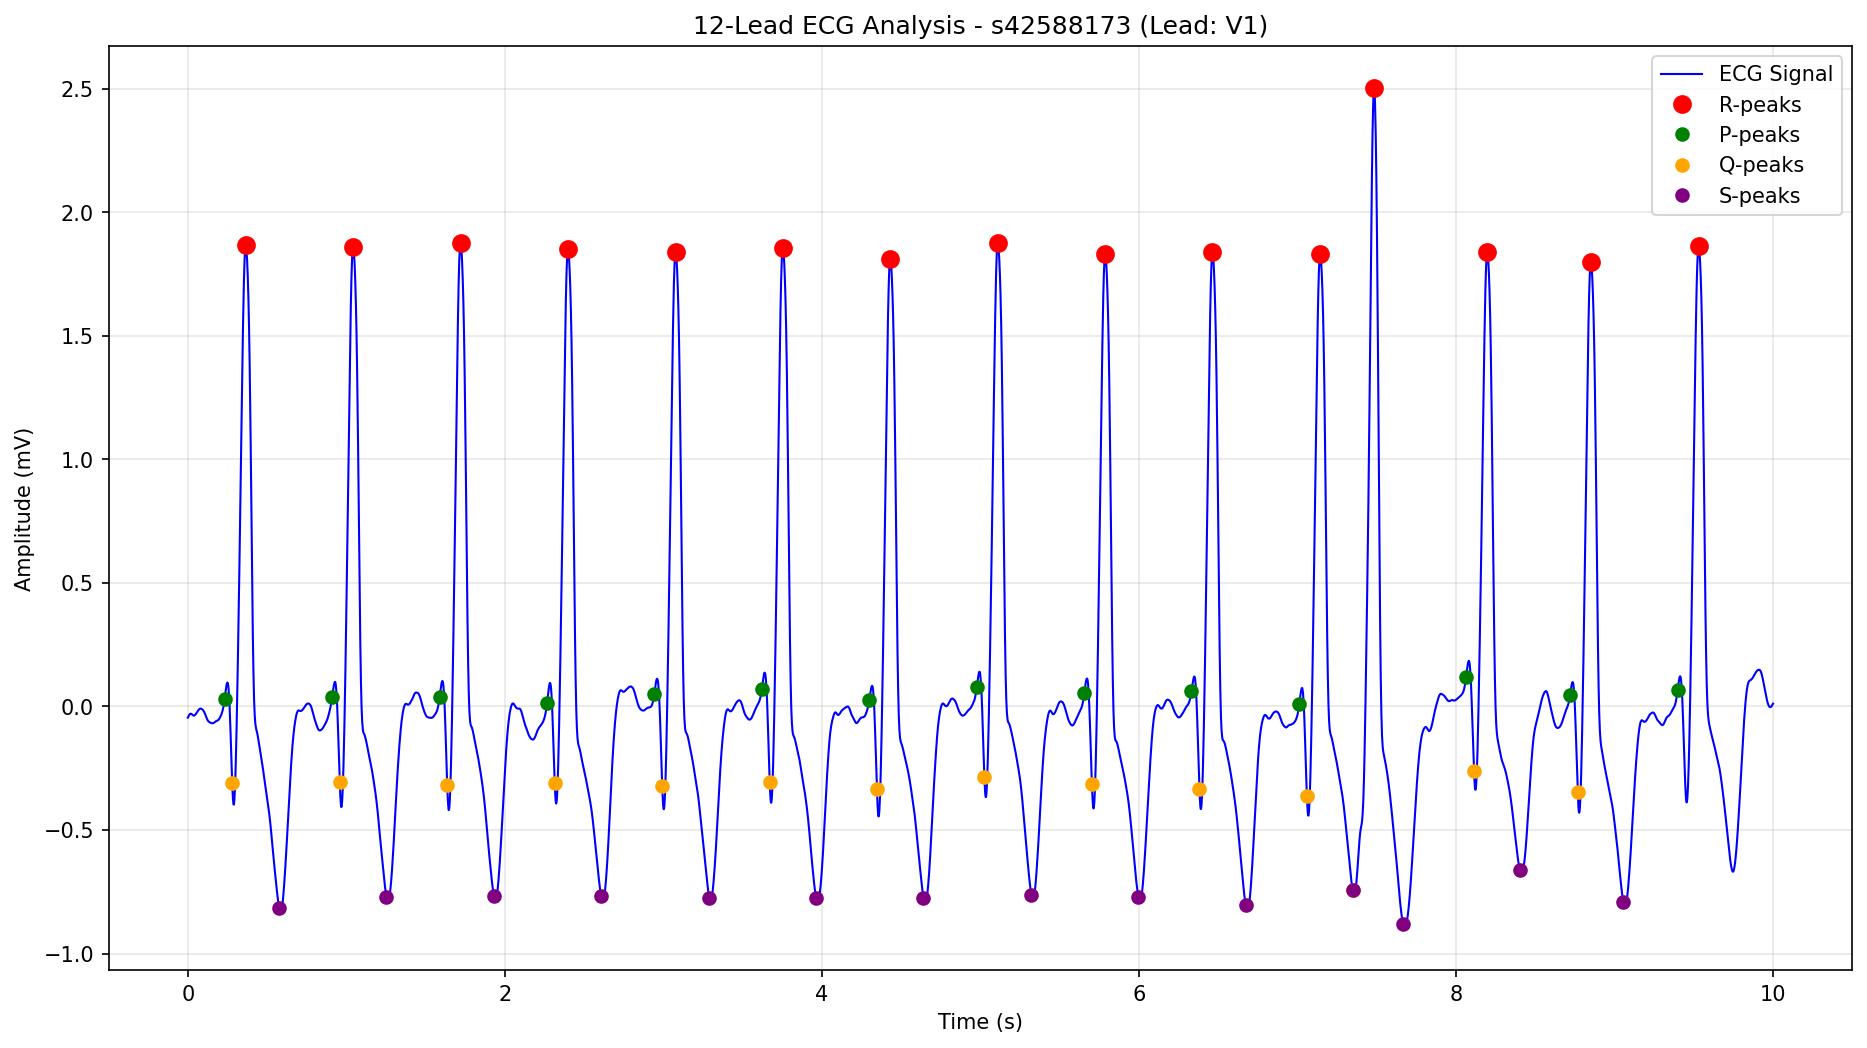 12-Lead ECG Analysis - s42588173 (Lead: V1)
ECG Signal
R-peaks
P-peaks
Q-peaks
S-peaks
Amplitude (mV)
2.5
2.0
1.5
1.0
0.5
0.0
−0.5
−1.0
0 2 4 6 8 10
Time (s)